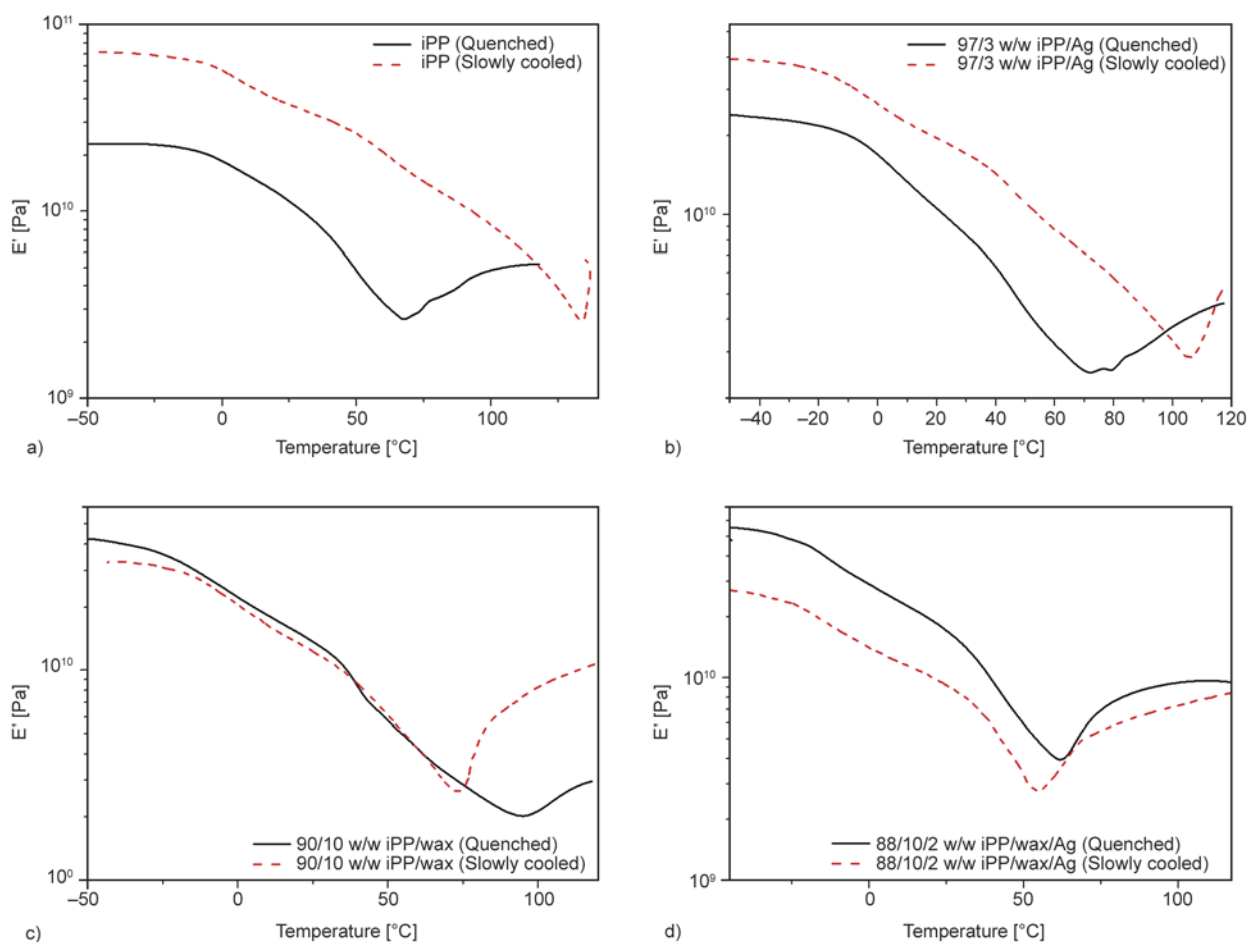 10¹¹
10¹⁰
10⁹
E' [Pa]
iPP (Quenched)
iPP (Slowly cooled)
–50 0 50 100
Temperature [°C]
a)
10¹⁰
E' [Pa]
97/3 w/w iPP/Ag (Quenched)
97/3 w/w iPP/Ag (Slowly cooled)
–40 –20 0 20 40 60 80 100 120
Temperature [°C]
b)
10¹⁰
10⁹
E' [Pa]
90/10 w/w iPP/wax (Quenched)
90/10 w/w iPP/wax (Slowly cooled)
–50 0 50 100
Temperature [°C]
c)
10¹⁰
10⁹
E' [Pa]
88/10/2 w/w iPP/wax/Ag (Quenched)
88/10/2 w/w iPP/wax/Ag (Slowly cooled)
0 50 100
Temperature [°C]
d)